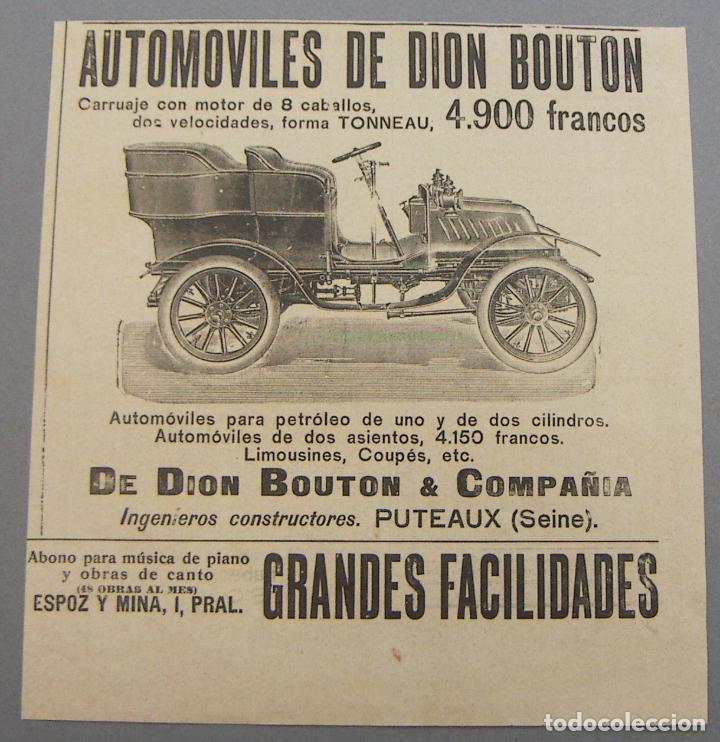 AUTOMOVILES DE DION BOUTON
Carruaje con motor de 8 caballos,
dos velocidades, forma TONNEAU, 4.900 francos
Automóviles para petróleo de uno y de dos cilindros.
Automóviles de dos asientos, 4.150 francos.
Limousines, Coupés, etc.
DE DION BOUTON & COMPAÑIA
Ingenieros constructores. PUTEAUX (Seine).
Abono para música de piano
y obras de canto
(48 OBRAS AL MES)
ESPOZ Y MINA, I, PRAL.
GRANDES FACILIDADES
todocoleccion